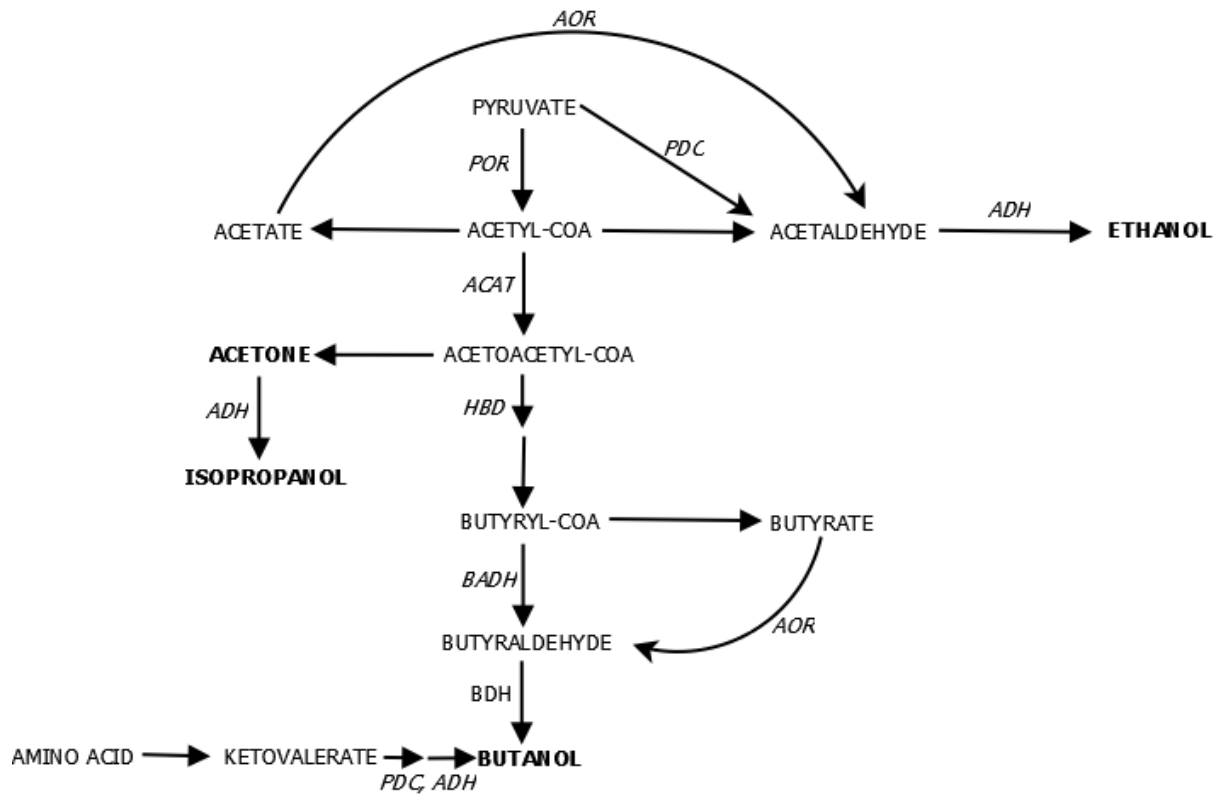 AOR
PYRUVATE
POR
PDC
ACETATE
ACETYL-COA
ACETALDEHYDE
ADH
ETHANOL
ACAT
ACETONE
ACETOACETYL-COA
ADH
HBD
ISOPROPANOL
BUTYRYL-COA
BUTYRATE
BADH
AOR
BUTYRALDEHYDE
BDH
AMINO ACID
KETOVALERATE
BUTANOL
PDC, ADH